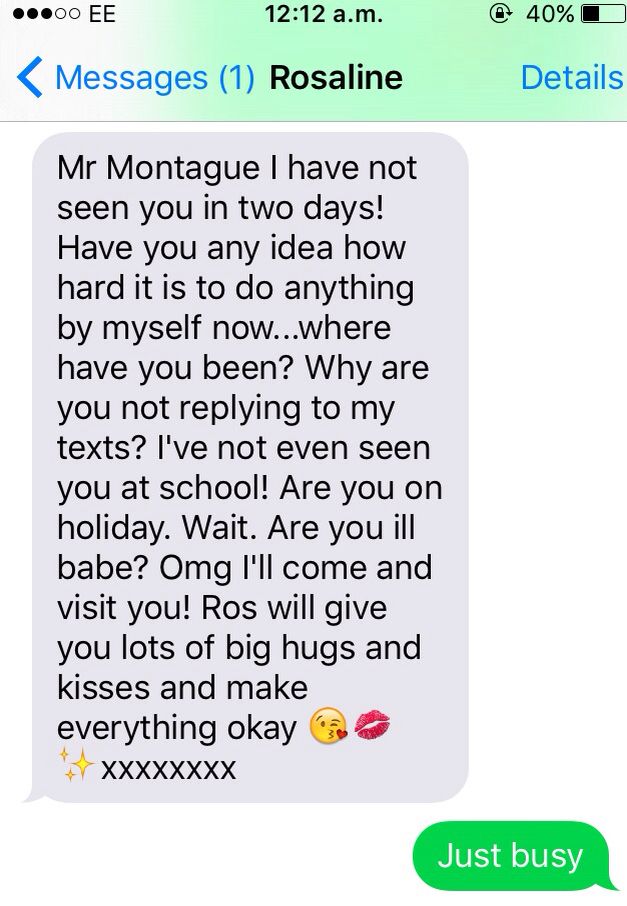 ●●●○○ EE 12:12 a.m. 40%
Messages (1) Rosaline Details
Mr Montague I have not
seen you in two days!
Have you any idea how
hard it is to do anything
by myself now...where
have you been? Why are
you not replying to my
texts? I've not even seen
you at school! Are you on
holiday. Wait. Are you ill
babe? Omg I'll come and
visit you! Ros will give
you lots of big hugs and
kisses and make
everything okay 😘💋
✨xxxxxxxx
Just busy